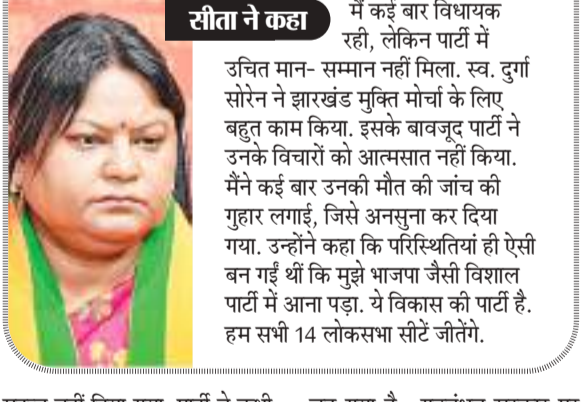 सीता ने कहा
मैं कई बार विधायक
रही, लेकिन पार्टी में
उचित मान- सम्मान नहीं मिला. स्व. दुर्गा
सोरेन ने झारखंड मुक्ति मोर्चा के लिए
बहुत काम किया. इसके बावजूद पार्टी ने
उनके विचारों को आत्मसात नहीं किया.
मैंने कई बार उनकी मौत की जांच की
गुहार लगाई, जिसे अनसुना कर दिया
गया. उन्होंने कहा कि परिस्थितियां ही ऐसी
बन गईं थीं कि मुझे भाजपा जैसी विशाल
पार्टी में आना पड़ा. ये विकास की पार्टी है.
हम सभी 14 लोकसभा सीटें जीतेंगे.